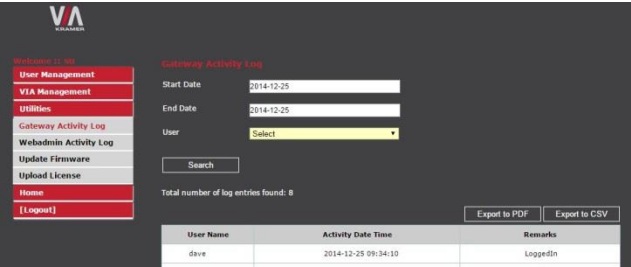 VIA
KRAMER
Welcome :: su
User Management
VIA Management
Utilities
Gateway Activity Log
Webadmin Activity Log
Update Firmware
Upload License
Home
[Logout]
Gateway Activity Log
Start Date 2014-12-25
End Date 2014-12-25
User Select
Search
Total number of log entries found: 8
Export to PDF Export to CSV
User Name Activity Date Time Remarks
dave 2014-12-25 09:34:10 LoggedIn